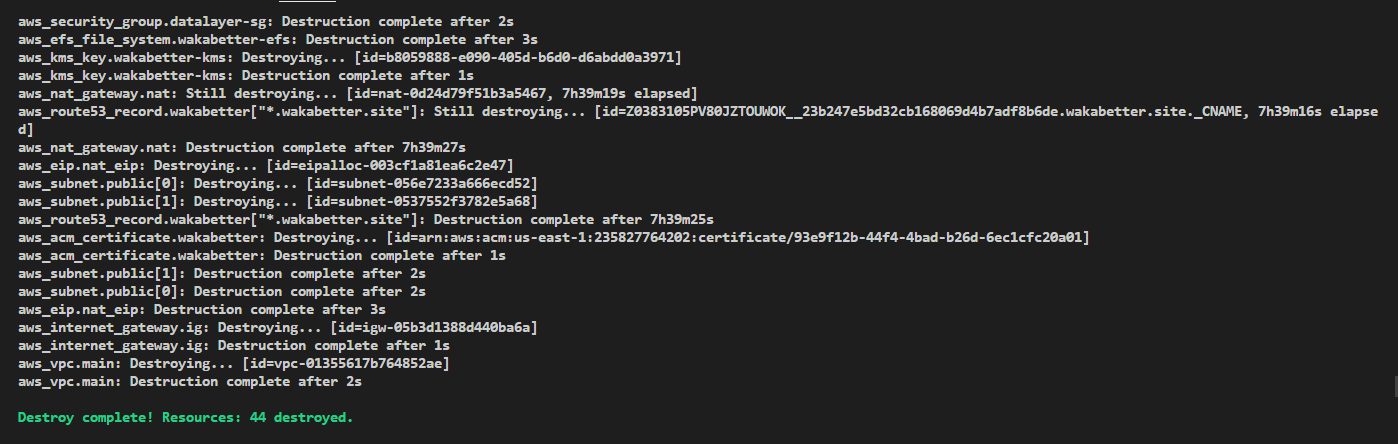 aws_security_group.datalayer-sg: Destruction complete after 2s
aws_efs_file_system.wakabetter-efs: Destruction complete after 3s
aws_kms_key.wakabetter-kms: Destroying... [id=b8059888-e090-405d-b6d0-d6abdd0a3971]
aws_kms_key.wakabetter-kms: Destruction complete after 1s
aws_nat_gateway.nat: Still destroying... [id=nat-0d24d79f51b3a5467, 7h39m19s elapsed]
aws_route53_record.wakabetter["*.wakabetter.site"]: Still destroying... [id=Z0383105PV80JZTOUWOK__23b247e5bd32cb168069d4b7adf8b6de.wakabetter.site._CNAME, 7h39m16s elapse
d]
aws_nat_gateway.nat: Destruction complete after 7h39m27s
aws_eip.nat_eip: Destroying... [id=eipalloc-003cf1a81ea6c2e47]
aws_subnet.public[0]: Destroying... [id=subnet-056e7233a666ecd52]
aws_subnet.public[1]: Destroying... [id=subnet-0537552f3782e5a68]
aws_route53_record.wakabetter["*.wakabetter.site"]: Destruction complete after 7h39m25s
aws_acm_certificate.wakabetter: Destroying... [id=arn:aws:acm:us-east-1:235827764202:certificate/93e9f12b-44f4-4bad-b26d-6ec1cfc20a01]
aws_acm_certificate.wakabetter: Destruction complete after 1s
aws_subnet.public[1]: Destruction complete after 2s
aws_subnet.public[0]: Destruction complete after 2s
aws_eip.nat_eip: Destruction complete after 3s
aws_internet_gateway.ig: Destroying... [id=igw-05b3d1388d440ba6a]
aws_internet_gateway.ig: Destruction complete after 1s
aws_vpc.main: Destroying... [id=vpc-01355617b764852ae]
aws_vpc.main: Destruction complete after 2s
Destroy complete! Resources: 44 destroyed.